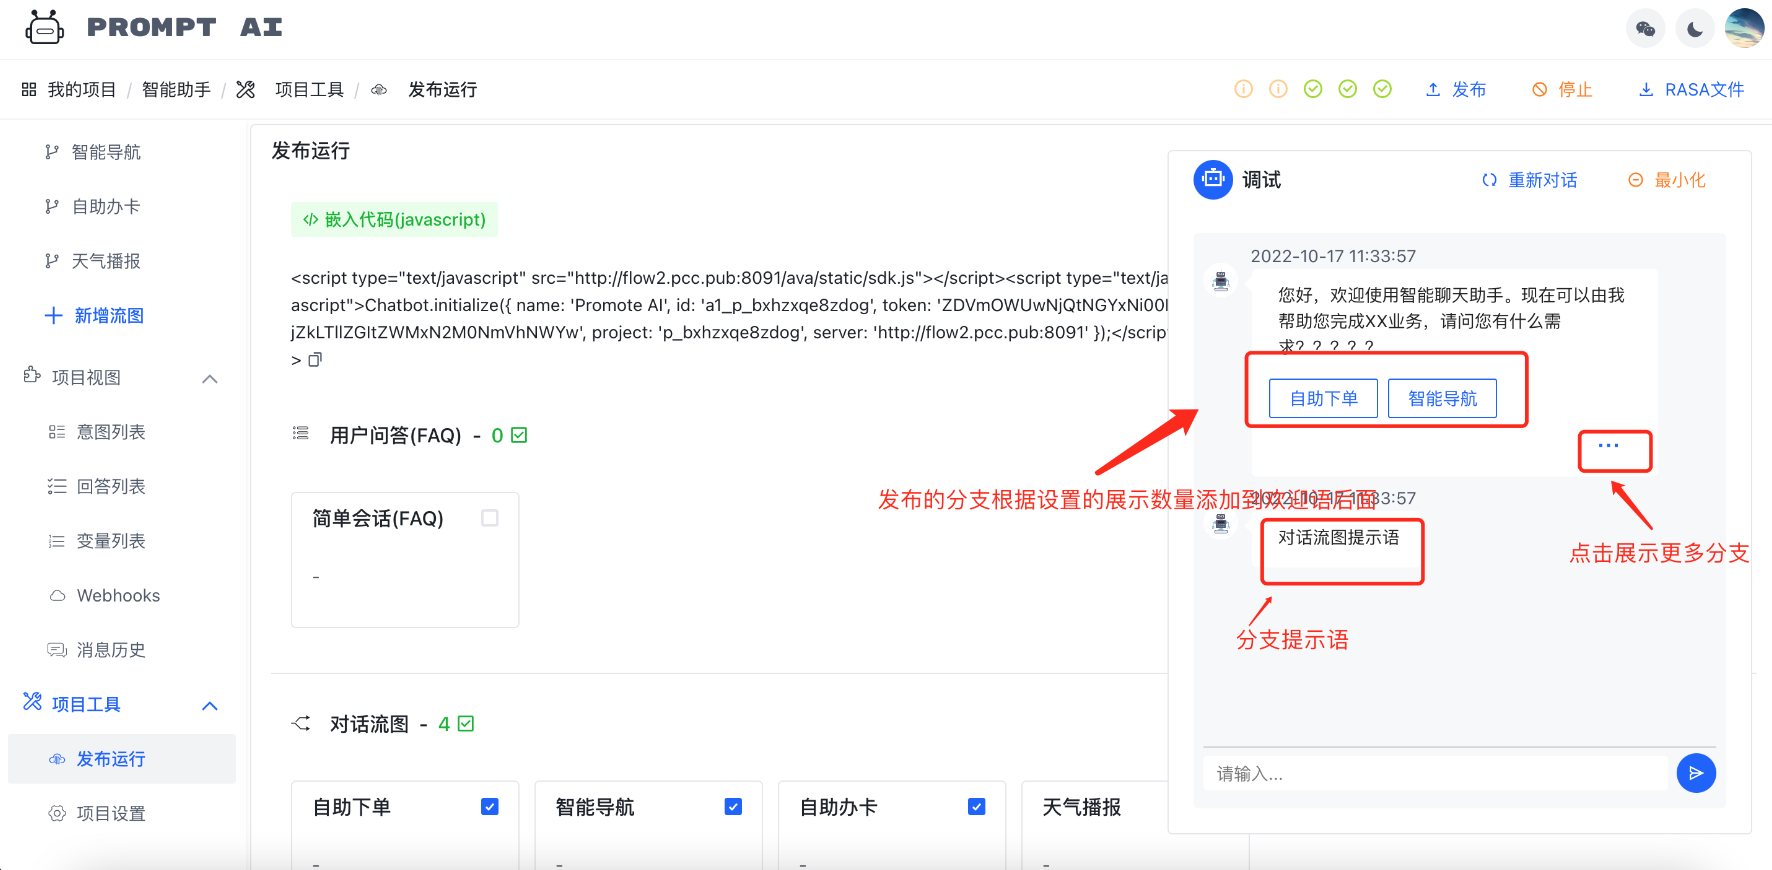 PROMPT AI
我的项目 / 智能助手 / 项目工具 / 发布运行
发布
停止
RASA文件
智能导航
自助办卡
天气播报
新增流图
项目视图
意图列表
回答列表
变量列表
Webhooks
消息历史
项目工具
发布运行
项目设置
发布运行
</> 嵌入代码(javascript)
<script type="text/javascript" src="http://flow2.pcc.pub:8091/ava/static/sdk.js"></script><script type="text/ja
ascript">Chatbot.initialize({ name: 'Promote AI', id: 'a1_p_bxhzxqe8zdog', token: 'ZDVmOWUwNjQtNGYxNi00
jZkLTllZGItZWMxN2M0NmVhNWYw', project: 'p_bxhzxqe8zdog', server: 'http://flow2.pcc.pub:8091' });</scrip
>
用户问答(FAQ) - 0
简单会话(FAQ)
-
对话流图 - 4
自助下单
-
智能导航
-
自助办卡
-
天气播报
-
调试
重新对话
最小化
2022-10-17 11:33:57
您好，欢迎使用智能聊天助手。现在可以由我
帮助您完成XX业务，请问您有什么需
求？？？？？
自助下单
智能导航
...
发布的分支根据设置的展示数量添加到欢迎语后面
2022-10-17 11:33:57
对话流图提示语
点击展示更多分支
分支提示语
请输入...